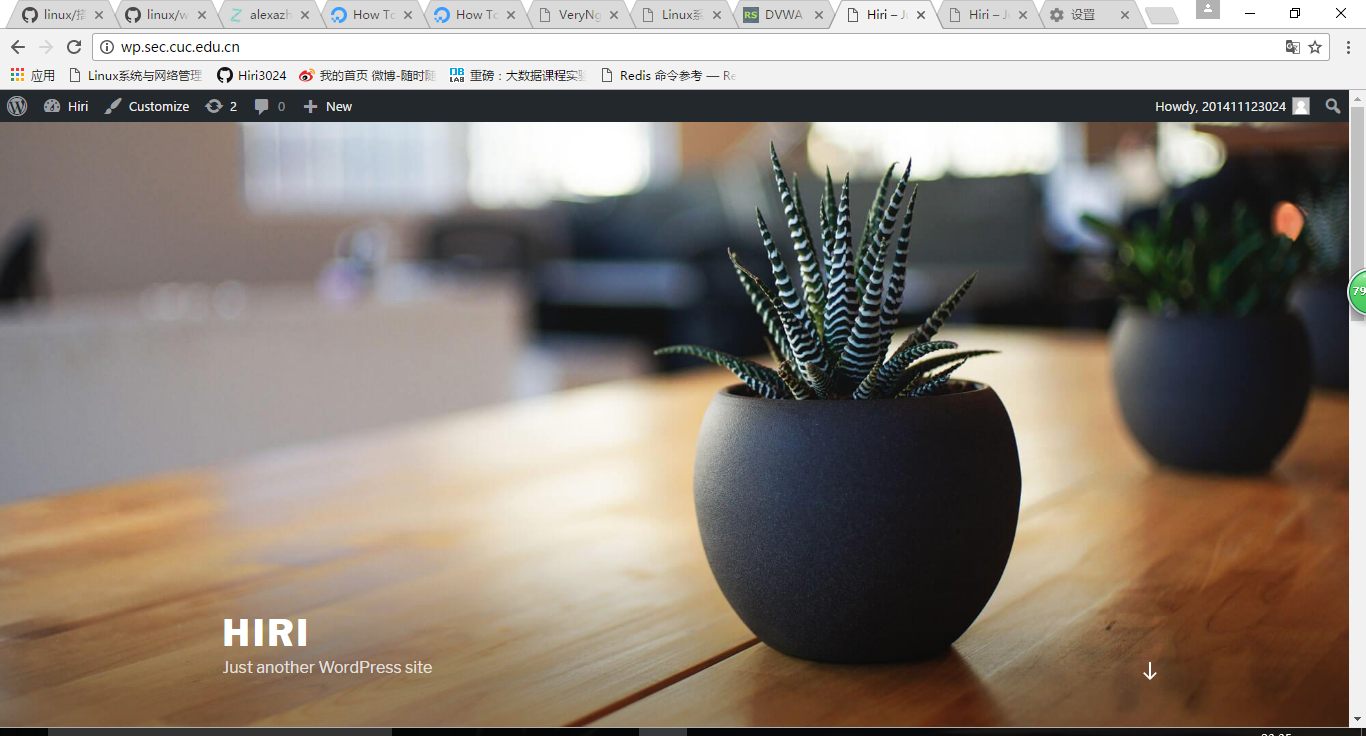 linux/
linux/w
alexazh
How To
How To
VeryNg
Linux系
DVWA
Hiri –
Hiri –
设置
wp.sec.cuc.edu.cn
应用 Linux系统与网络管理 Hiri3024 我的首页 微博-随时随 重磅：大数据课程实验 Redis 命令参考 — Re
Hiri Customize 2 0 New Howdy, 201411123024
79
HIRI
Just another WordPress site